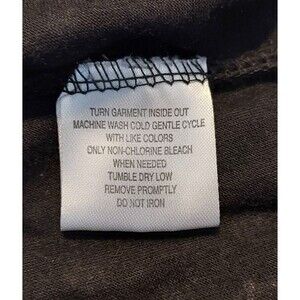 TURN GARMENT INSIDE OUT
MACHINE WASH COLD GENTLE CYCLE
WITH LIKE COLORS
ONLY NON-CHLORINE BLEACH
WHEN NEEDED
TUMBLE DRY LOW
REMOVE PROMPTLY
DO NOT IRON